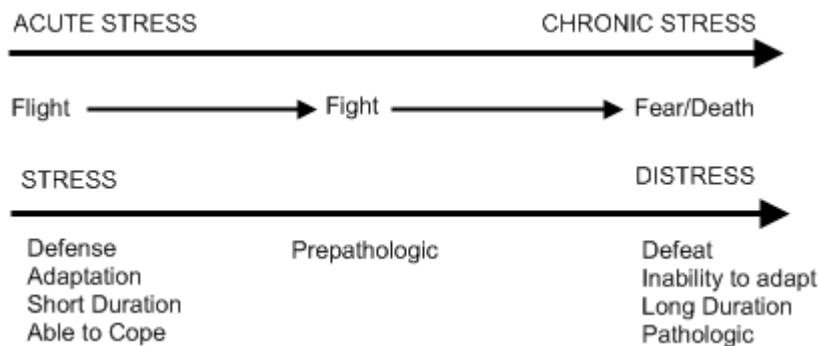 ACUTE STRESS CHRONIC STRESS
Flight Fight Fear/Death
STRESS DISTRESS
Defense Prepathologic Defeat
Adaptation Inability to adapt
Short Duration Long Duration
Able to Cope Pathologic